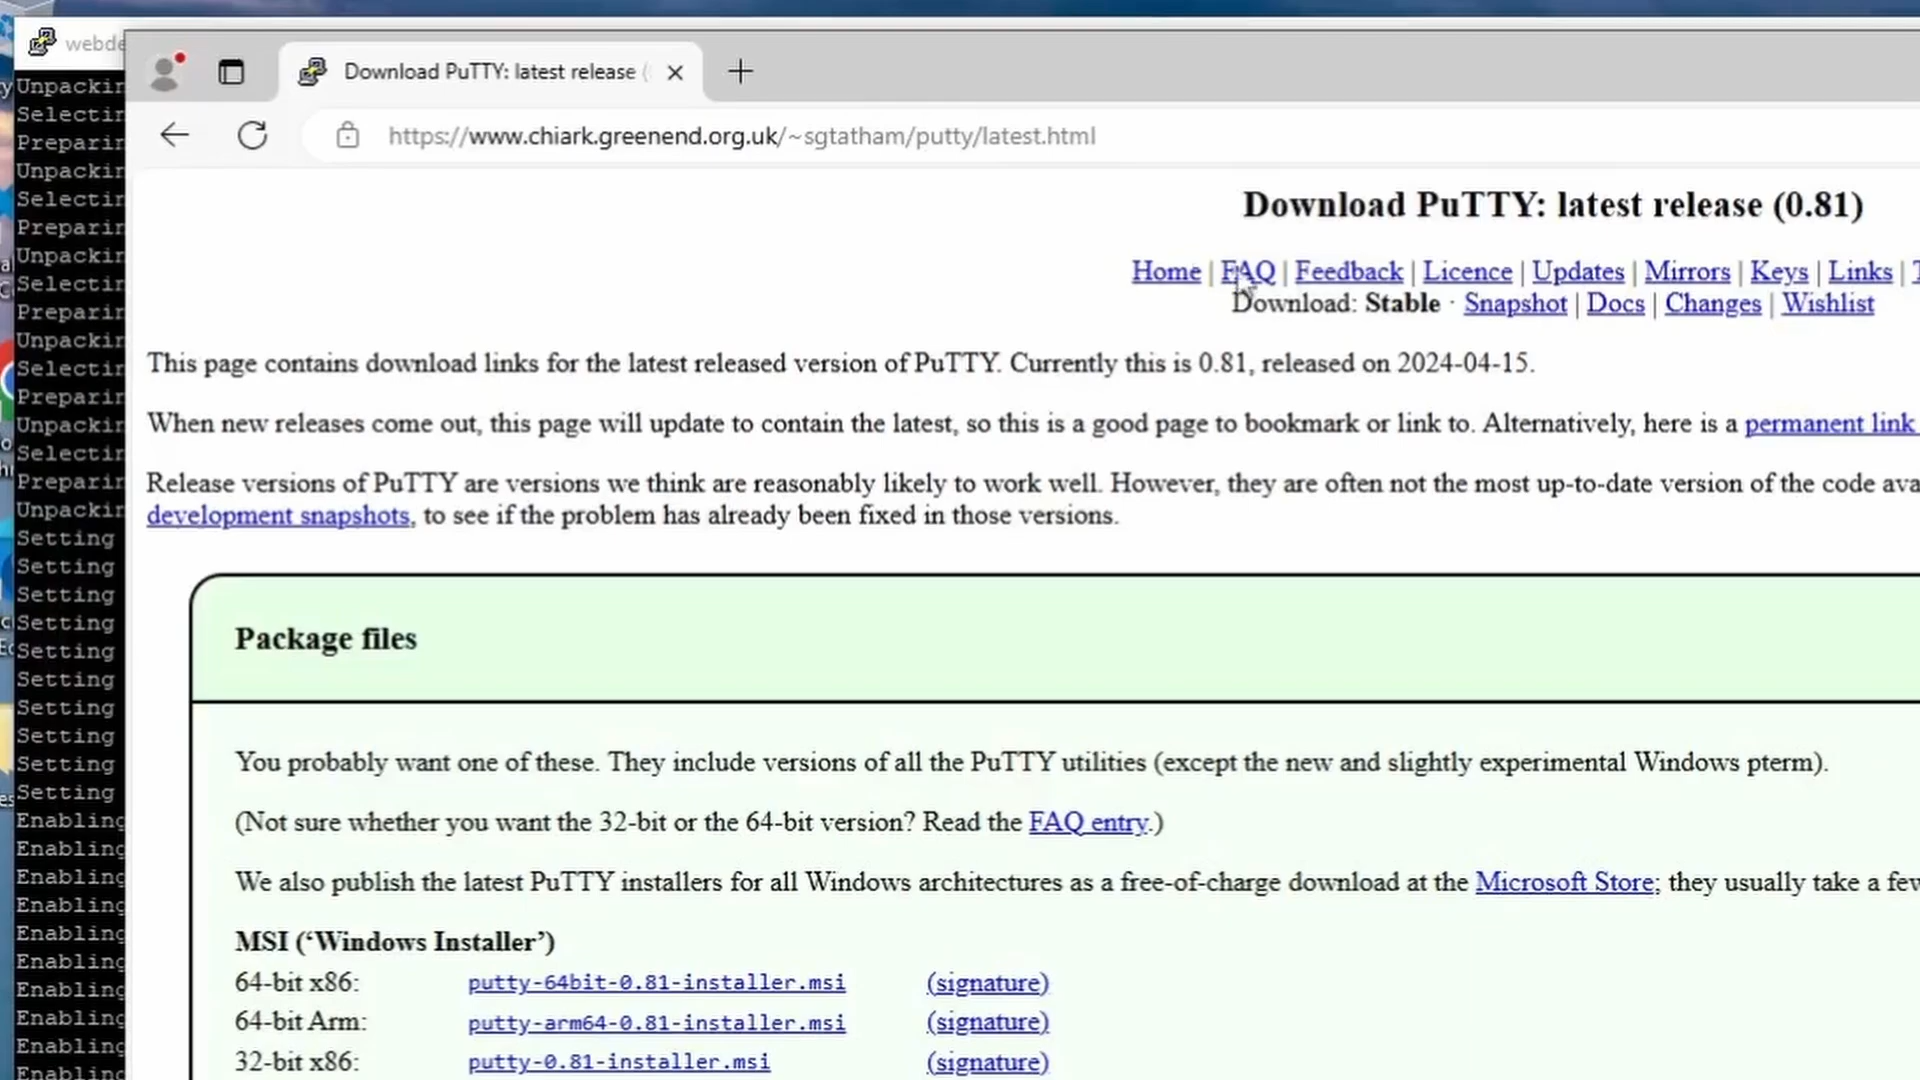 webde
Download PuTTY: latest release (
https://www.chiark.greenend.org.uk/~sgtatham/putty/latest.html
Unpackin
Selectin
Preparin
Unpackin
Selectin
Preparin
Unpackin
Selectin
Preparin
Unpackin
Selectin
Preparin
Unpackin
Selectin
Preparin
Unpackin
Setting
Setting
Setting
Setting
Setting
Setting
Setting
Setting
Setting
Setting
Enabling
Enabling
Enabling
Enabling
Enabling
Enabling
Enabling
Enabling
Enabling
Enabling
Download PuTTY: latest release (0.81)
Home | FAQ | Feedback | Licence | Updates | Mirrors | Keys | Links |
Download: Stable · Snapshot | Docs | Changes | Wishlist
This page contains download links for the latest released version of PuTTY. Currently this is 0.81, released on 2024-04-15.
When new releases come out, this page will update to contain the latest, so this is a good page to bookmark or link to. Alternatively, here is a permanent link
Release versions of PuTTY are versions we think are reasonably likely to work well. However, they are often not the most up-to-date version of the code ava
development snapshots, to see if the problem has already been fixed in those versions.
Package files
You probably want one of these. They include versions of all the PuTTY utilities (except the new and slightly experimental Windows pterm).
(Not sure whether you want the 32-bit or the 64-bit version? Read the FAQ entry.)
We also publish the latest PuTTY installers for all Windows architectures as a free-of-charge download at the Microsoft Store; they usually take a few
MSI (‘Windows Installer’)
64-bit x86: putty-64bit-0.81-installer.msi (signature)
64-bit Arm: putty-arm64-0.81-installer.msi (signature)
32-bit x86: putty-0.81-installer.msi (signature)